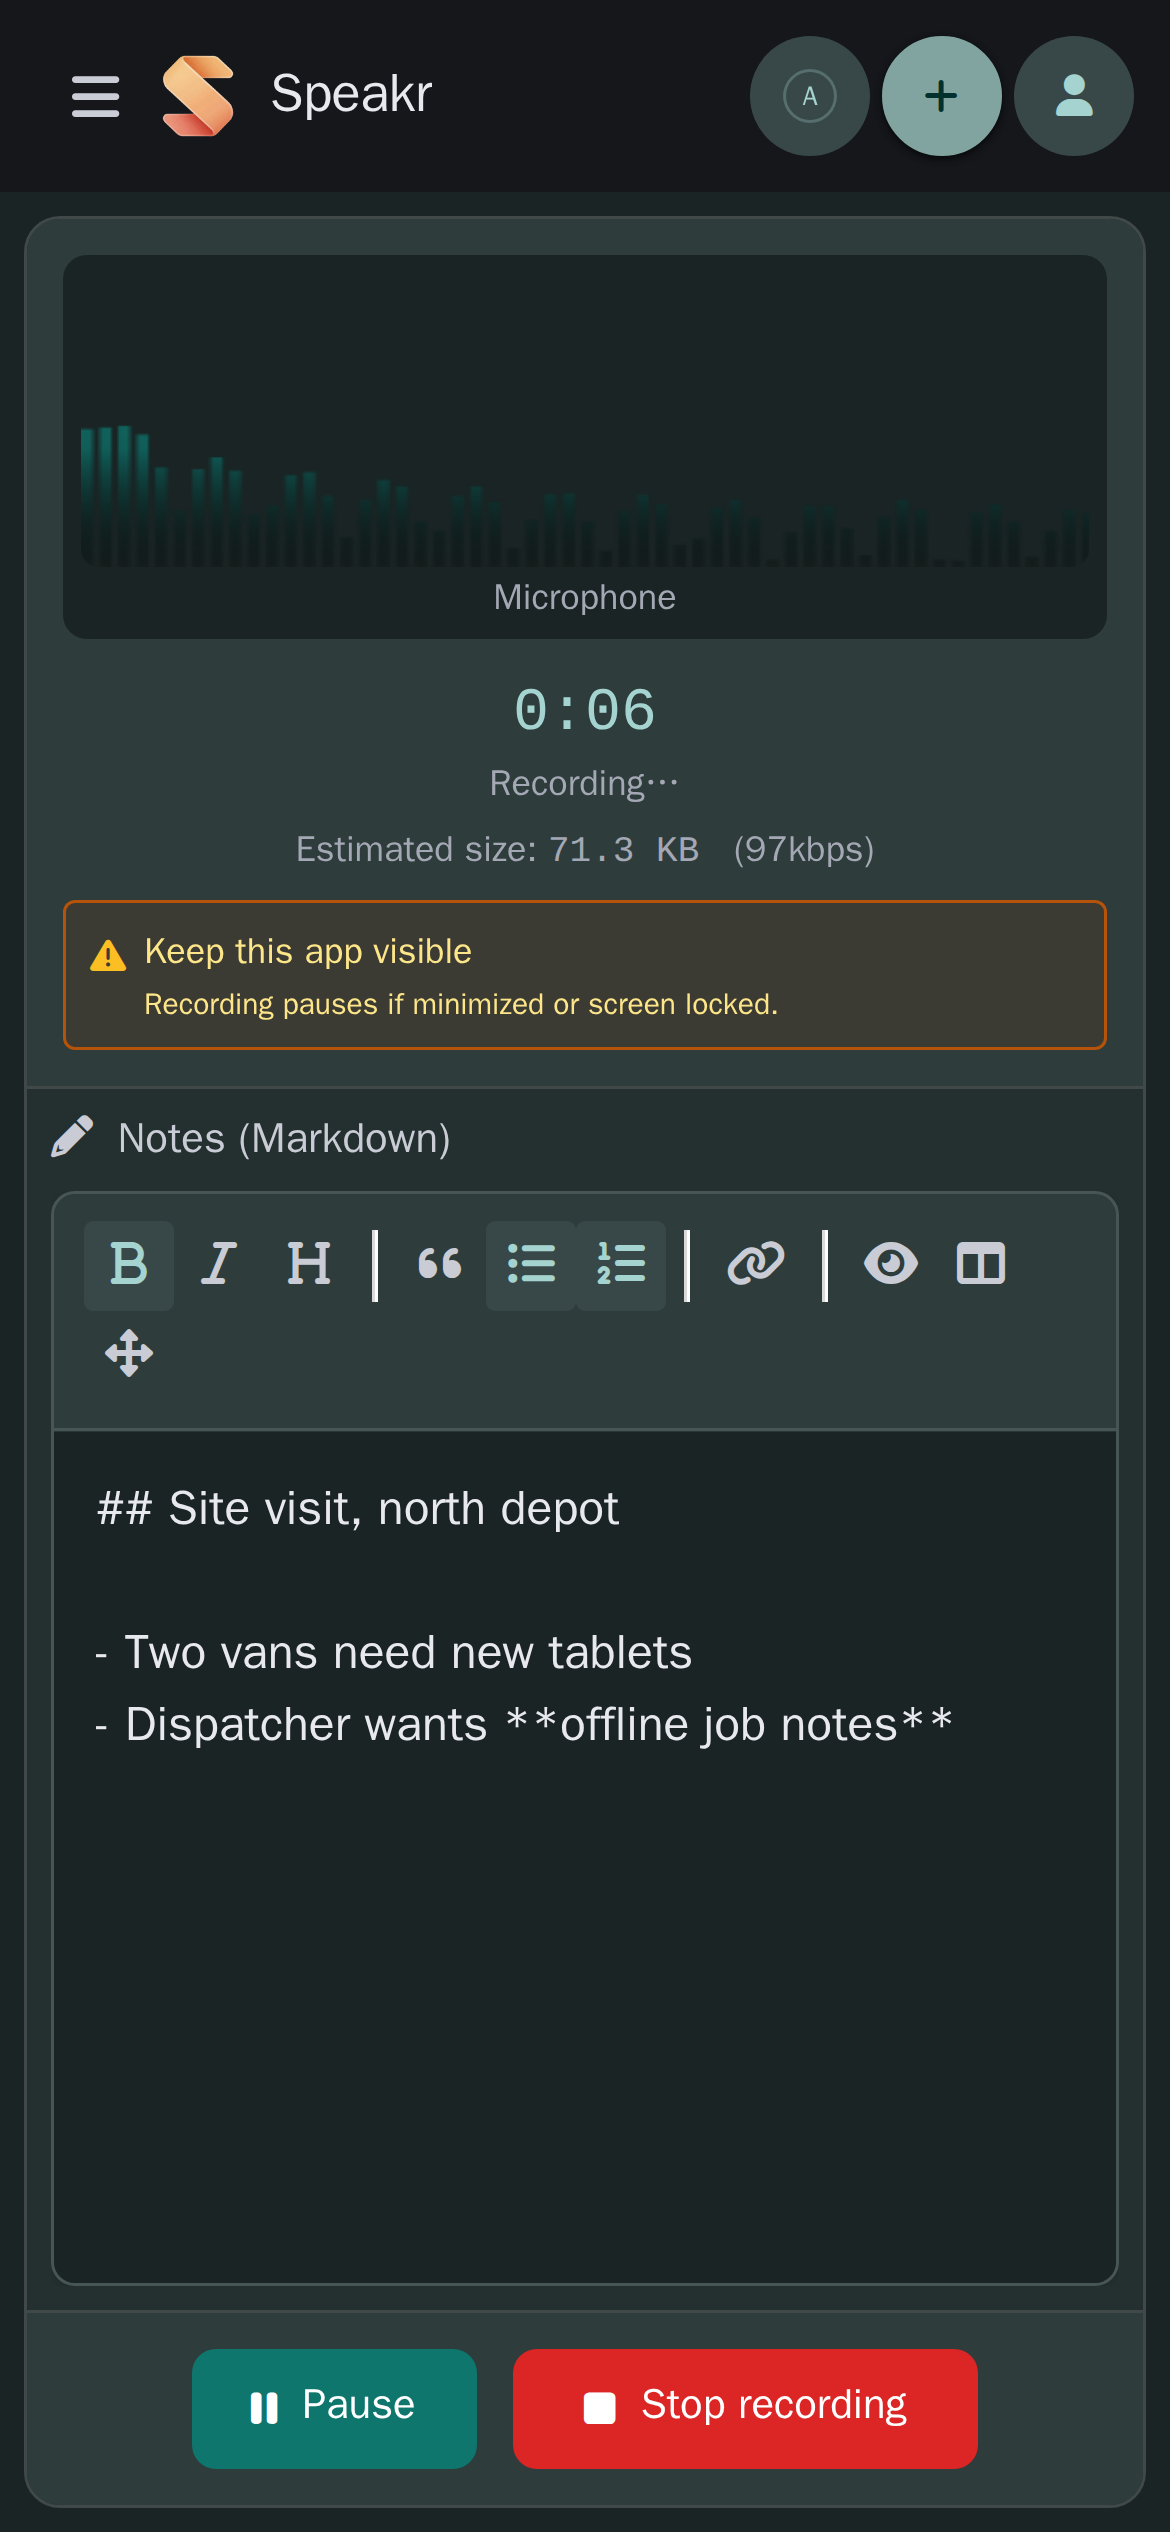 Speakr
A
Microphone
0:06
Recording···
Estimated size: 71.3 KB (97kbps)
Keep this app visible
Recording pauses if minimized or screen locked.
Notes (Markdown)
B I H
## Site visit, north depot
- Two vans need new tablets
- Dispatcher wants **offline job notes**
Pause
Stop recording